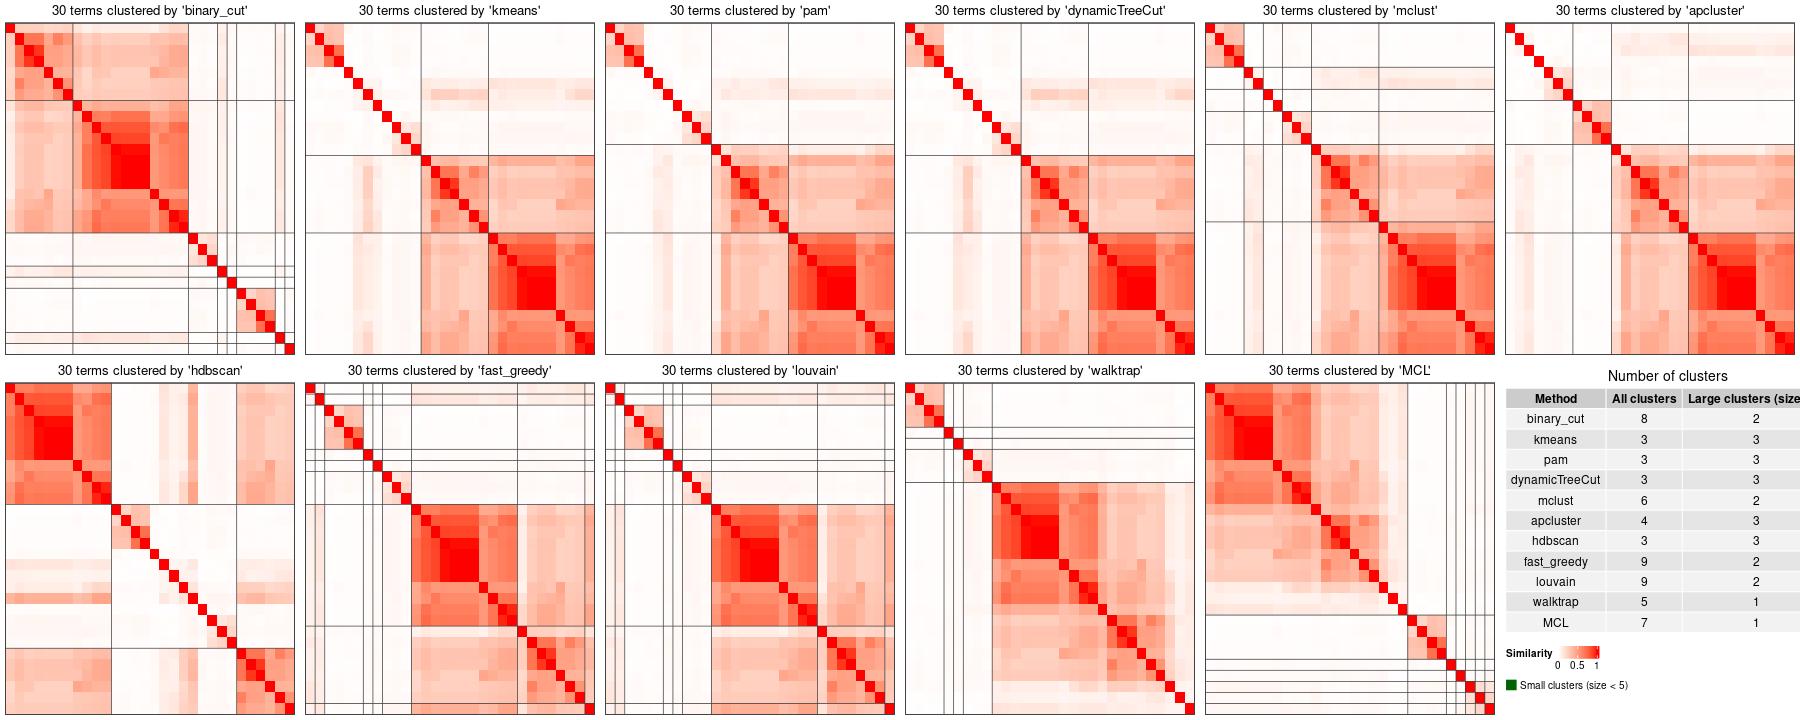 30 terms clustered by 'binary_cut'
30 terms clustered by 'kmeans'
30 terms clustered by 'pam'
30 terms clustered by 'dynamicTreeCut'
30 terms clustered by 'mclust'
30 terms clustered by 'apcluster'
30 terms clustered by 'hdbscan'
30 terms clustered by 'fast_greedy'
30 terms clustered by 'louvain'
30 terms clustered by 'walktrap'
30 terms clustered by 'MCL'
Number of clusters
Method All clusters Large clusters (size
binary_cut 8 2
kmeans 3 3
pam 3 3
dynamicTreeCut 3 3
mclust 6 2
apcluster 4 3
hdbscan 3 3
fast_greedy 9 2
louvain 9 2
walktrap 5 1
MCL 7 1
Similarity
0 0.5 1
Small clusters (size < 5)